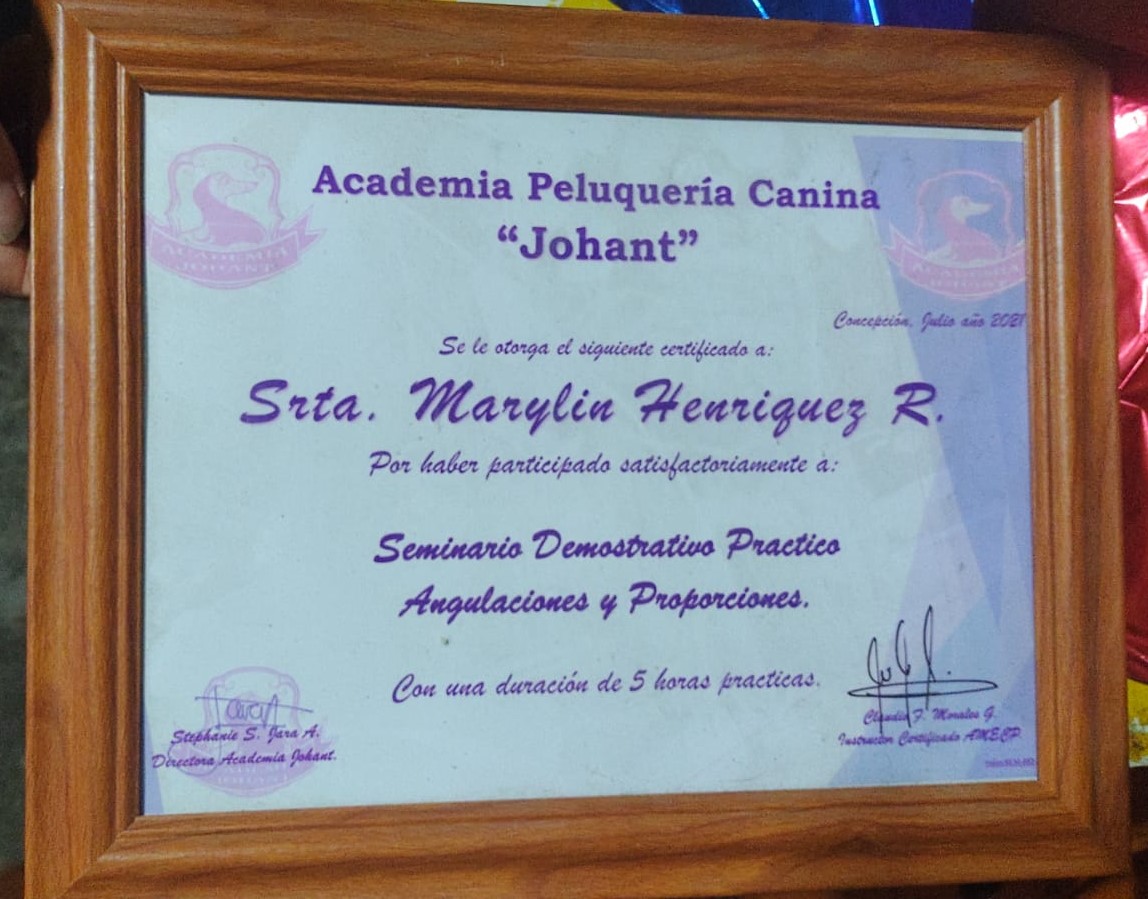 Academia Peluquería Canina
“Johant”
ACADEMIA
JOHANT
ACADEMIA
JOHANT
Concepción, Julio año 2021
Se le otorga el siguiente certificado a:
Srta. Marylin Henriquez R.
Por haber participado satisfactoriamente a:
Seminario Demostrativo Practico
Angulaciones y Proporciones.
Con una duración de 5 horas practicas.
Stephanie S. Jara A.
Directora Academia Johant.
Claudio F. Morales G.
Instructor Certificado AMECP.